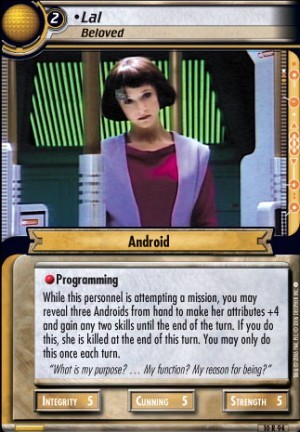 2
•Lal
Beloved
Android
Programming
While this personnel is attempting a mission, you may
reveal three Androids from hand to make her attributes +4
and gain any two skills until the end of the turn. If you do
this, she is killed at the end of this turn. You may only do
this once each turn.
"What is my purpose? … My function? My reason for being?"
INTEGRITY 5
CUNNING 5
STRENGTH 5
10 R 94